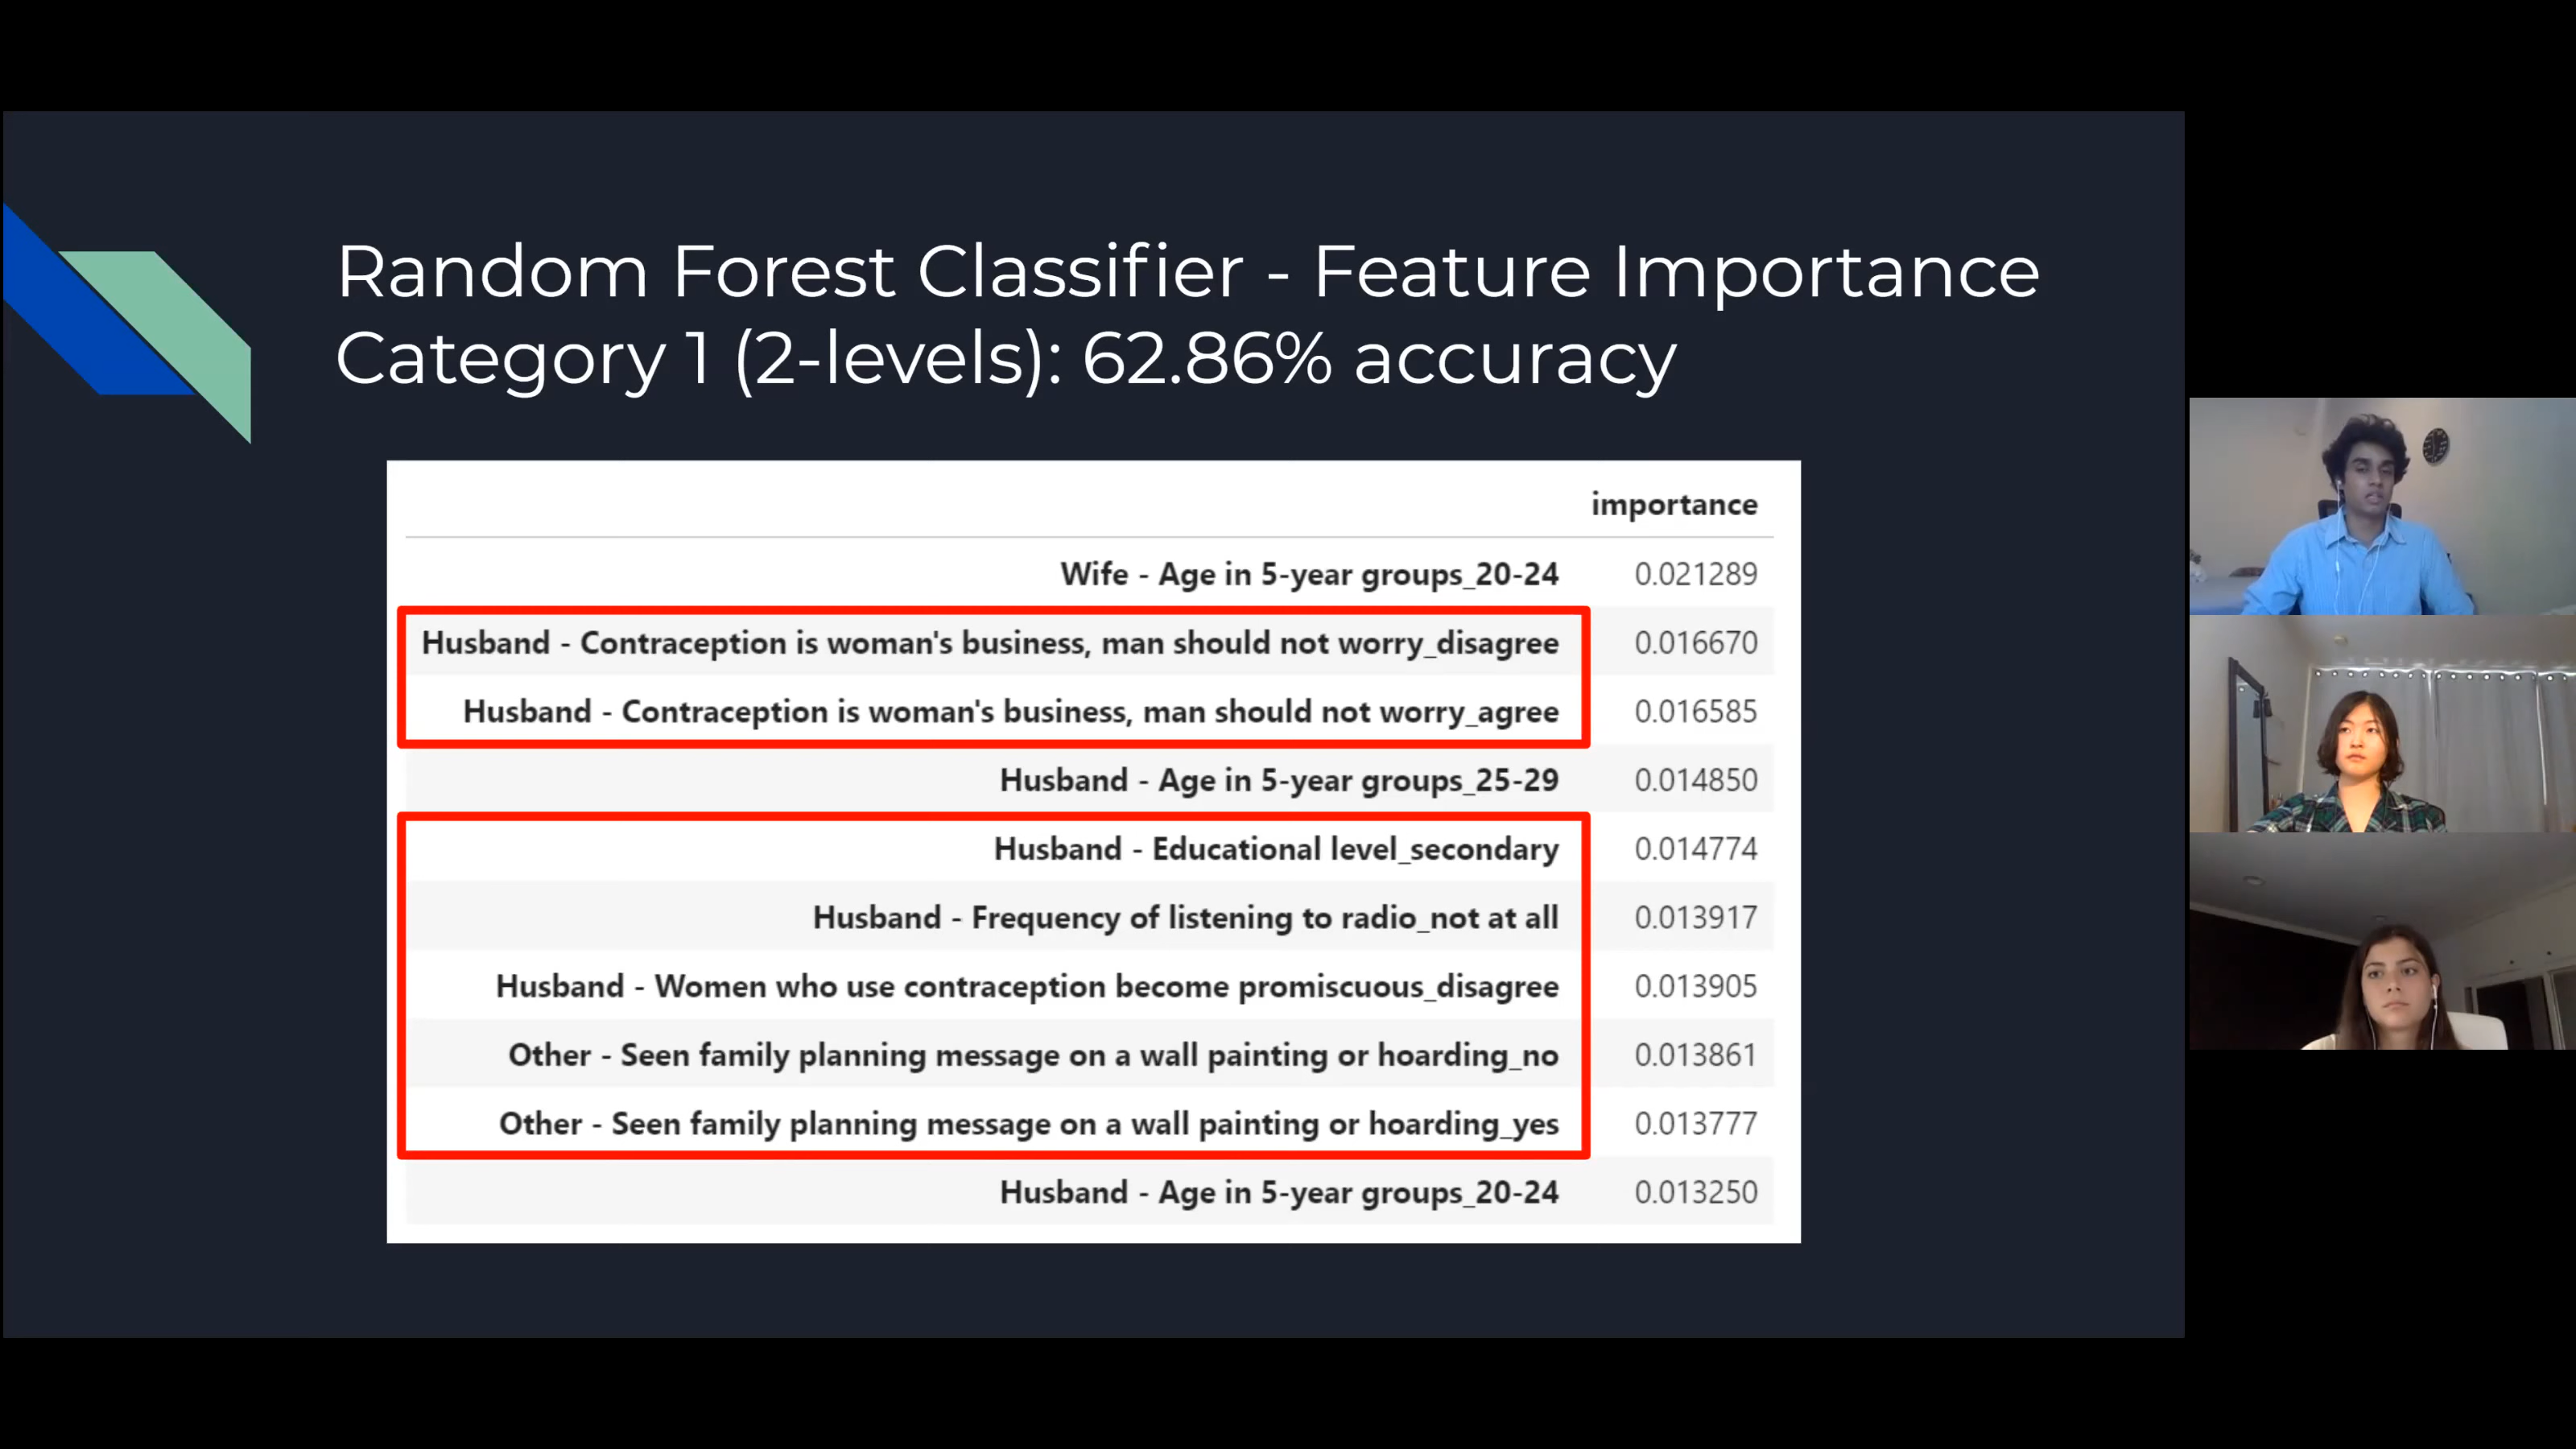 Random Forest Classifier - Feature Importance
Category 1 (2-levels): 62.86% accuracy
importance
Wife - Age in 5-year groups_20-24 0.021289
Husband - Contraception is woman's business, man should not worry_disagree 0.016670
Husband - Contraception is woman's business, man should not worry_agree 0.016585
Husband - Age in 5-year groups_25-29 0.014850
Husband - Educational level_secondary 0.014774
Husband - Frequency of listening to radio_not at all 0.013917
Husband - Women who use contraception become promiscuous_disagree 0.013905
Other - Seen family planning message on a wall painting or hoarding_no 0.013861
Other - Seen family planning message on a wall painting or hoarding_yes 0.013777
Husband - Age in 5-year groups_20-24 0.013250